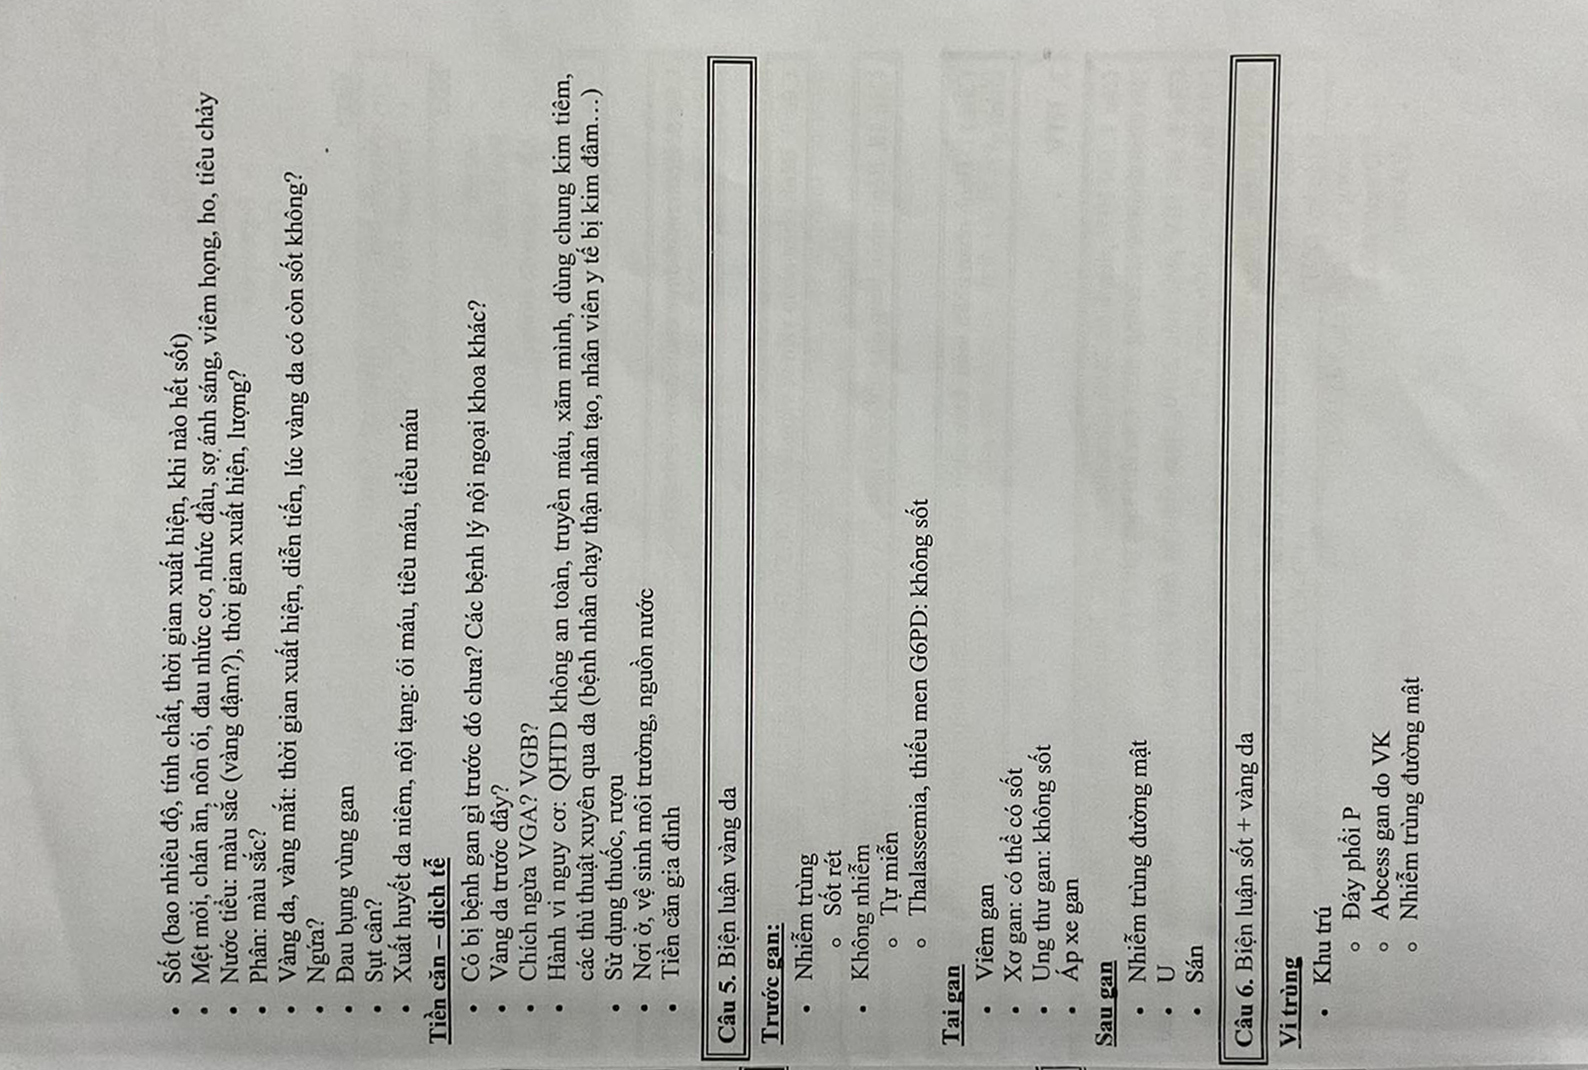 • Sốt (bao nhiêu độ, tính chất, thời gian xuất hiện, khi nào hết sốt)
• Mệt mỏi, chán ăn, nôn ói, đau nhức cơ, nhức đầu, sợ ánh sáng, viêm họng, ho, tiêu chảy
• Nước tiểu: màu sắc (vàng đậm?), thời gian xuất hiện, lượng?
• Phân: màu sắc?
• Vàng da, vàng mắt: thời gian xuất hiện, diễn tiến, lúc vàng da có còn sốt không?
• Ngứa?
• Đau bụng vùng gan
• Sụt cân?
• Xuất huyết da niêm, nội tạng: ói máu, tiêu máu, tiểu máu
Tiền căn – dịch tễ
• Có bị bệnh gan gì trước đó chưa? Các bệnh lý nội ngoại khoa khác?
• Vàng da trước đây?
• Chích ngừa VGA? VGB?
• Hành vi nguy cơ: QHTD không an toàn, truyền máu, xăm mình, dùng chung kim tiêm,
các thủ thuật xuyên qua da (bệnh nhân chạy thận nhân tạo, nhân viên y tế bị kim đâm…)
• Sử dụng thuốc, rượu
• Nơi ở, vệ sinh môi trường, nguồn nước
• Tiền căn gia đình
Câu 5. Biện luận vàng da
Trước gan:
• Nhiễm trùng
o Sốt rét
• Không nhiễm
o Tự miễn
o Thalassemia, thiếu men G6PD: không sốt
Tại gan
• Viêm gan
• Xơ gan: có thể có sốt
• Ung thư gan: không sốt
• Áp xe gan
Sau gan
• Nhiễm trùng đường mật
• U
• Sán
Câu 6. Biện luận sốt + vàng da
Vi trùng
• Khu trú
o Đáy phổi P
o Abcess gan do VK
o Nhiễm trùng đường mật